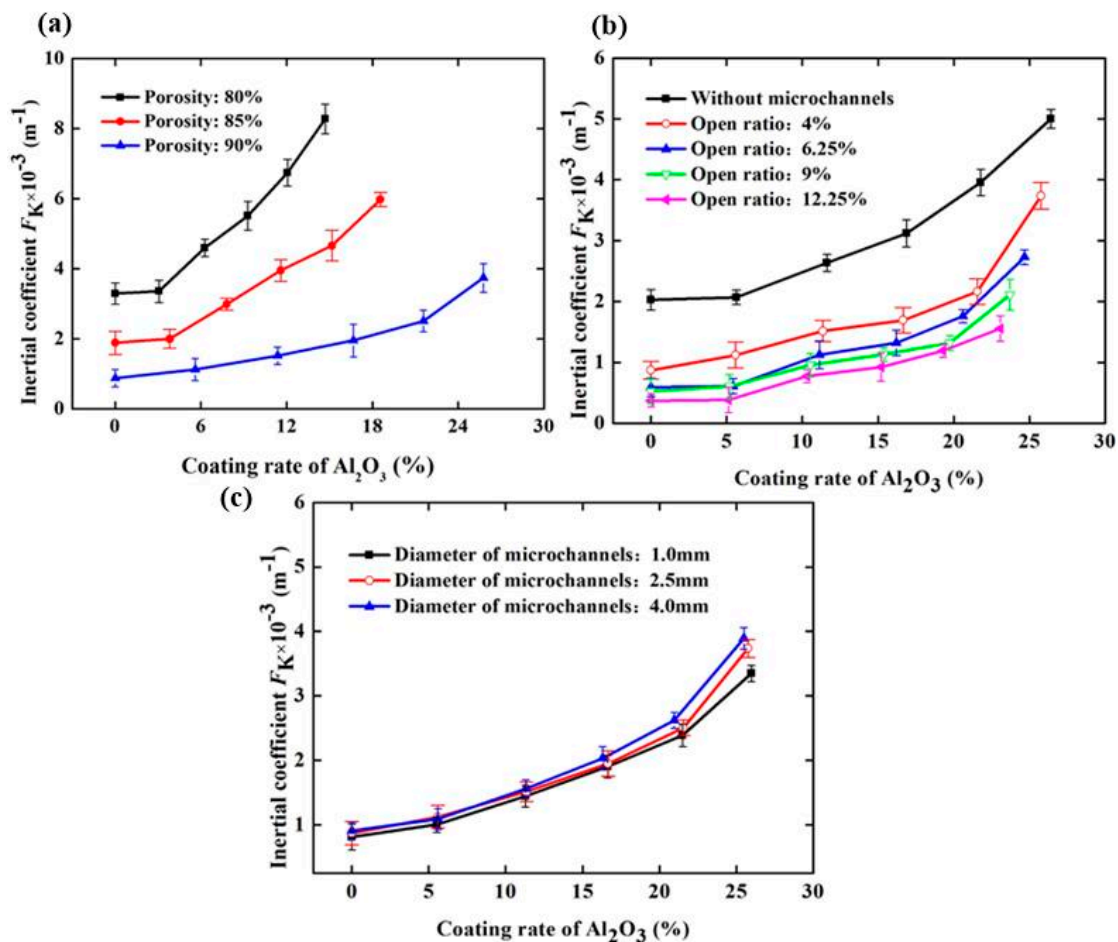 (a)
Inertial coefficient F_K×10^-3 (m^-1)
10
8
6
4
2
0
Porosity: 80%
Porosity: 85%
Porosity: 90%
0 6 12 18 24 30
Coating rate of Al₂O₃ (%)
(b)
Inertial coefficient F_K×10^-3 (m^-1)
6
5
4
3
2
1
0
Without microchannels
Open ratio：4%
Open ratio：6.25%
Open ratio：9%
Open ratio：12.25%
0 5 10 15 20 25 30
Coating rate of Al₂O₃ (%)
(c)
Inertial coefficient F_K×10^-3 (m^-1)
6
5
4
3
2
1
Diameter of microchannels：1.0mm
Diameter of microchannels：2.5mm
Diameter of microchannels：4.0mm
0 5 10 15 20 25 30
Coating rate of Al₂O₃ (%)